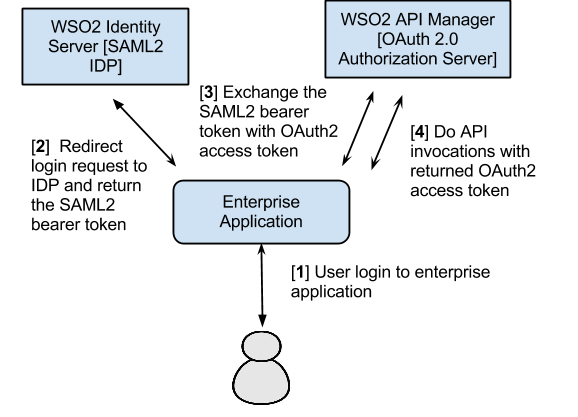 WSO2 Identity
Server [SAML2
IDP]
WSO2 API Manager
[OAuth 2.0
Authorization Server]
[3] Exchange the
SAML2 bearer
token with OAuth2
access token
[4] Do API
invocations with
returned OAuth2
access token
[2] Redirect
login request to
IDP and return
the SAML2
bearer token
Enterprise
Application
[1] User login to enterprise
application